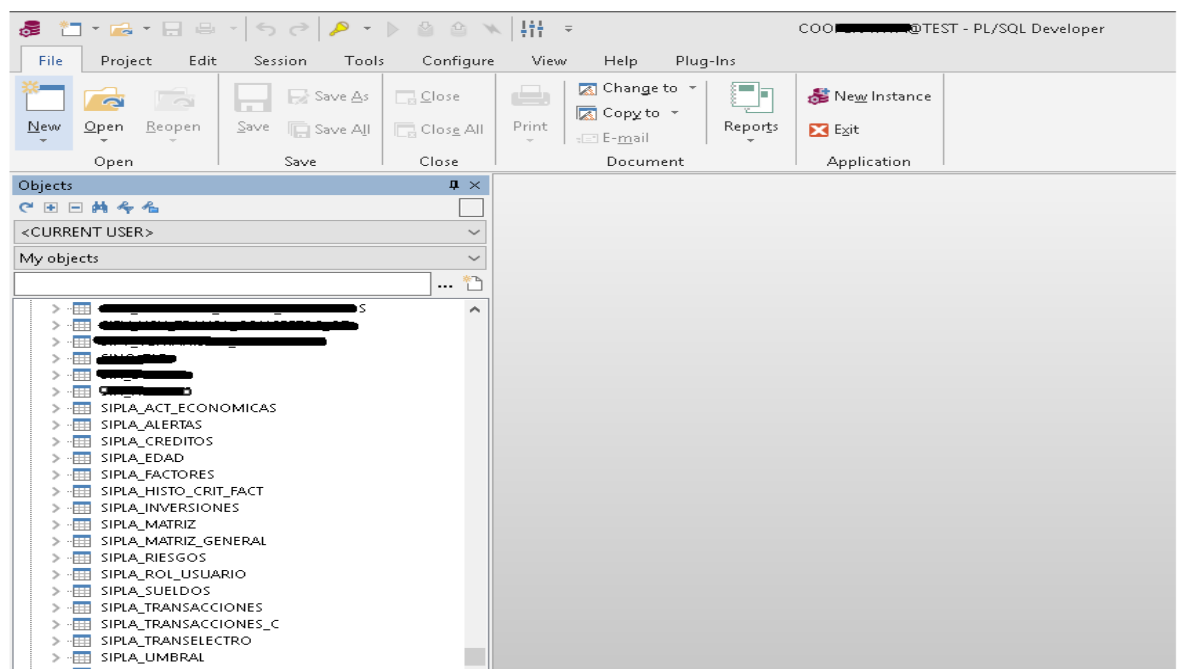 COO @TEST - PL/SQL Developer
File Project Edit Session Tools Configure View Help Plug-Ins
New Open Reopen Save Save As Save All Close Close All Print Change to Copy to E-mail Reports New Instance Exit
Open Save Close Document Application
Objects
<CURRENT USER>
My objects
...
S
SIPLA_ACT_ECONOMICAS
SIPLA_ALERTAS
SIPLA_CREDITOS
SIPLA_EDAD
SIPLA_FACTORES
SIPLA_HISTO_CRIT_FACT
SIPLA_INVERSIONES
SIPLA_MATRIZ
SIPLA_MATRIZ_GENERAL
SIPLA_RIESGOS
SIPLA_ROL_USUARIO
SIPLA_SUELDOS
SIPLA_TRANSACCIONES
SIPLA_TRANSACCIONES_C
SIPLA_TRANSELECTRO
SIPLA_UMBRAL